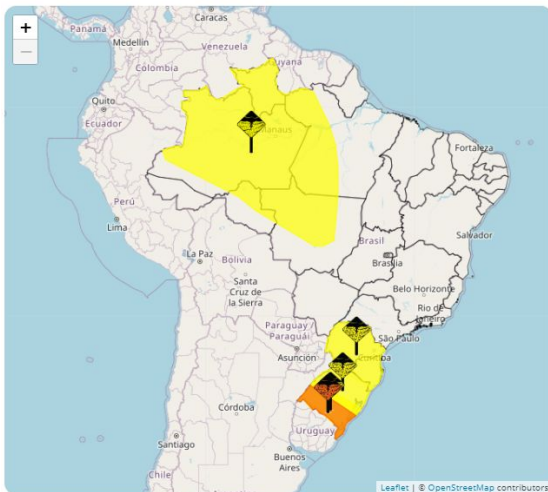 +
−
Panamá
Caracas
Medellín
Venezuela
Colombia
Guyana
Quito
Ecuador
Manaus
Fortaleza
Perú
Lima
Brasil
Salvador
La Paz
Bolivia
Brasília
Santa
Cruz de
la Sierra
Belo Horizonte
Rio de
Janeiro
Paraguay /
Paraguái
São Paulo
Asunción
Curitiba
Córdoba
Uruguay
Santiago
Buenos
Aires
Chile
Leaflet | © OpenStreetMap contributors